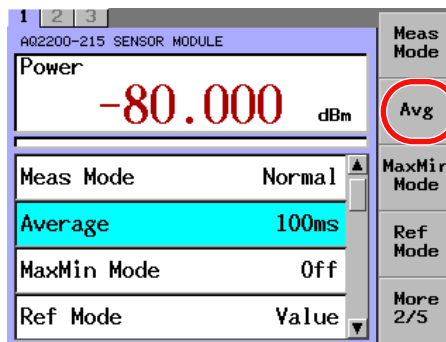 1 2 3
AQ2200-215 SENSOR MODULE
Power
-80.000 dBm
Meas Mode Normal
Average 100ms
MaxMin Mode Off
Ref Mode Value
Meas
Mode
Avg
MaxMin
Mode
Ref
Mode
More
2/5